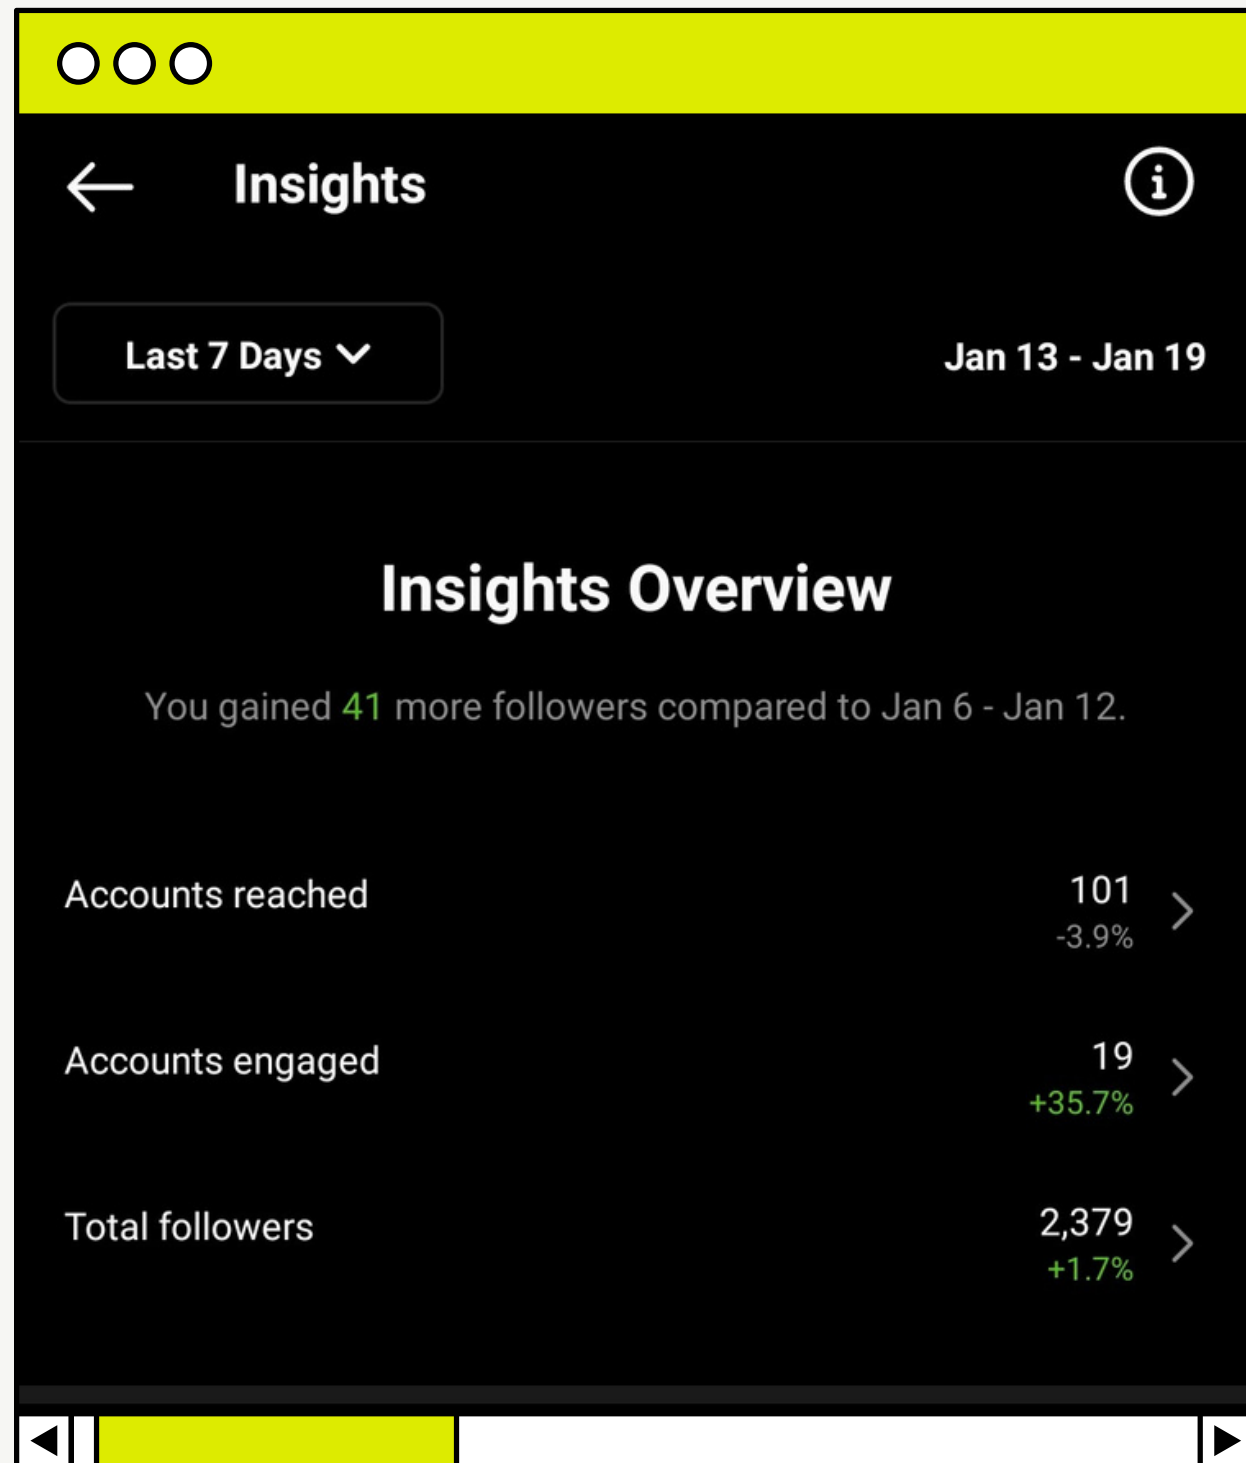 Insights
Last 7 Days
Jan 13 - Jan 19
Insights Overview
You gained 41 more followers compared to Jan 6 - Jan 12.
Accounts reached
101
-3.9%
Accounts engaged
19
+35.7%
Total followers
2,379
+1.7%